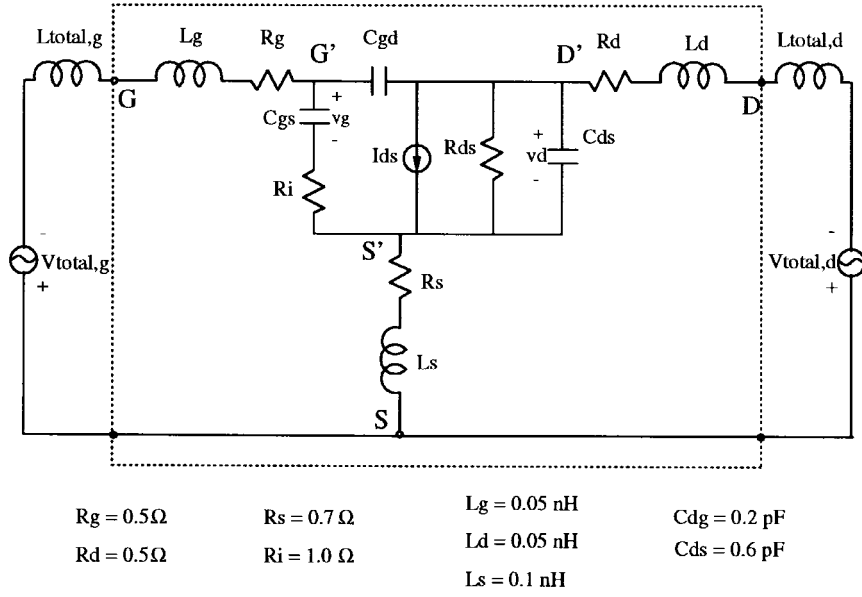 Ltotal,g Lg Rg G' Cgd D' Rd Ld Ltotal,d
G D
Cgs + vg - Ids Rds + vd - Cds
Ri
S'
- Vtotal,g + Rs - Vtotal,d +
Ls
S
Rg = 0.5Ω Rs = 0.7 Ω Lg = 0.05 nH Cdg = 0.2 pF
Rd = 0.5Ω Ri = 1.0 Ω Ld = 0.05 nH Cds = 0.6 pF
Ls = 0.1 nH